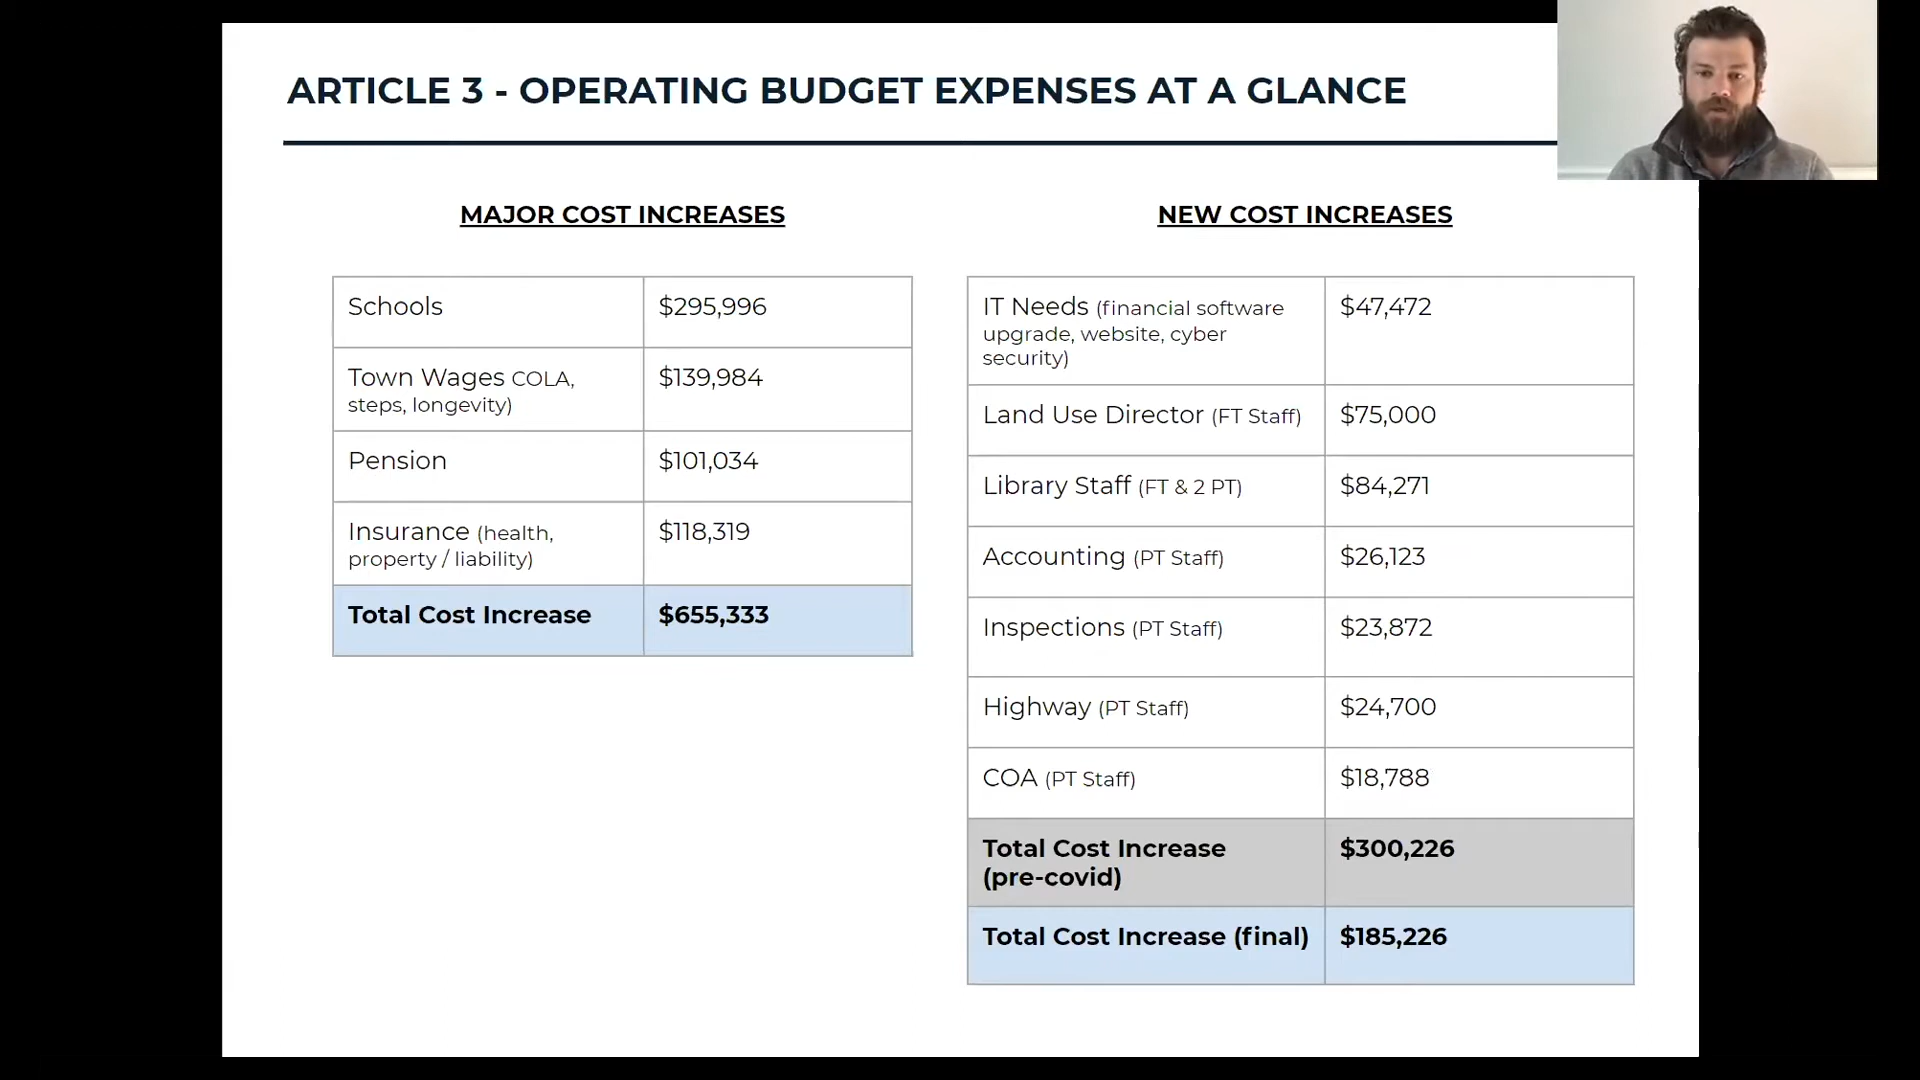 ARTICLE 3 - OPERATING BUDGET EXPENSES AT A GLANCE
MAJOR COST INCREASES
Schools $295,996
Town Wages COLA, $139,984
steps, longevity)
Pension $101,034
Insurance (health, $118,319
property / liability)
Total Cost Increase $655,333
NEW COST INCREASES
IT Needs (financial software $47,472
upgrade, website, cyber
security)
Land Use Director (FT Staff) $75,000
Library Staff (FT & 2 PT) $84,271
Accounting (PT Staff) $26,123
Inspections (PT Staff) $23,872
Highway (PT Staff) $24,700
COA (PT Staff) $18,788
Total Cost Increase $300,226
(pre-covid)
Total Cost Increase (final) $185,226